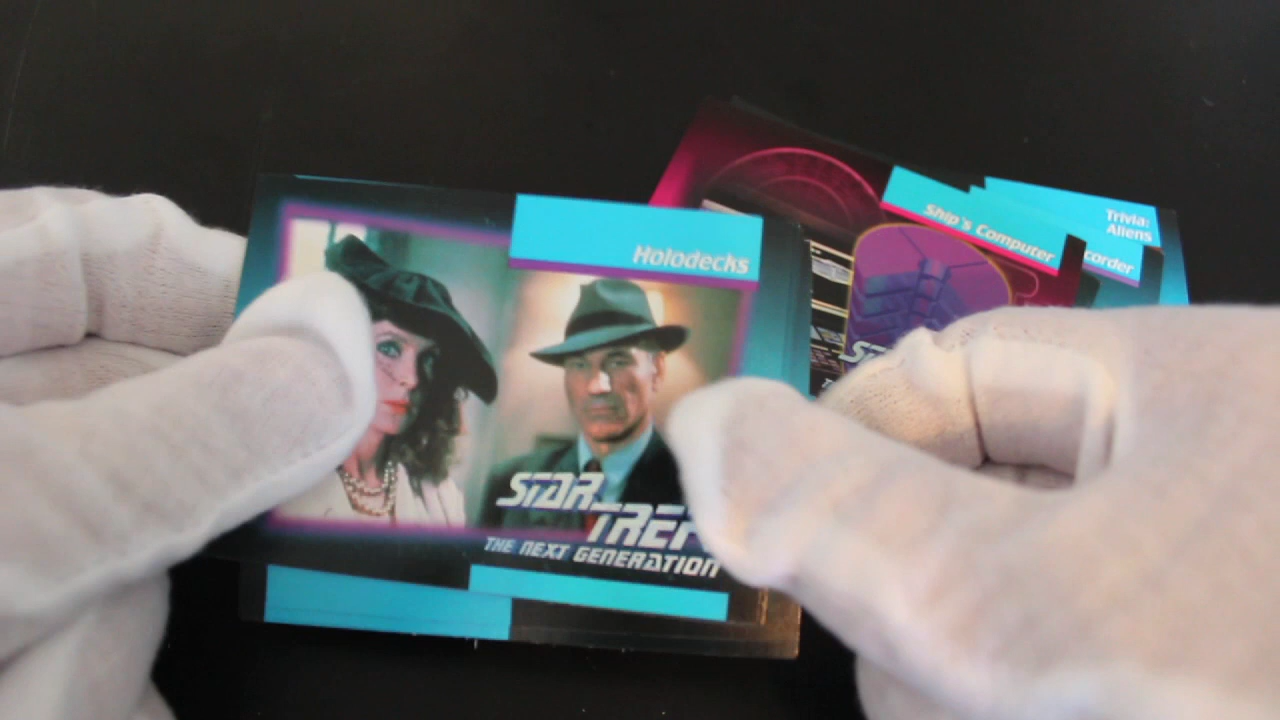 Holodecks
STAR
TREK
THE NEXT GENERATION
Ship's Computer
Trivia:
Aliens
corder